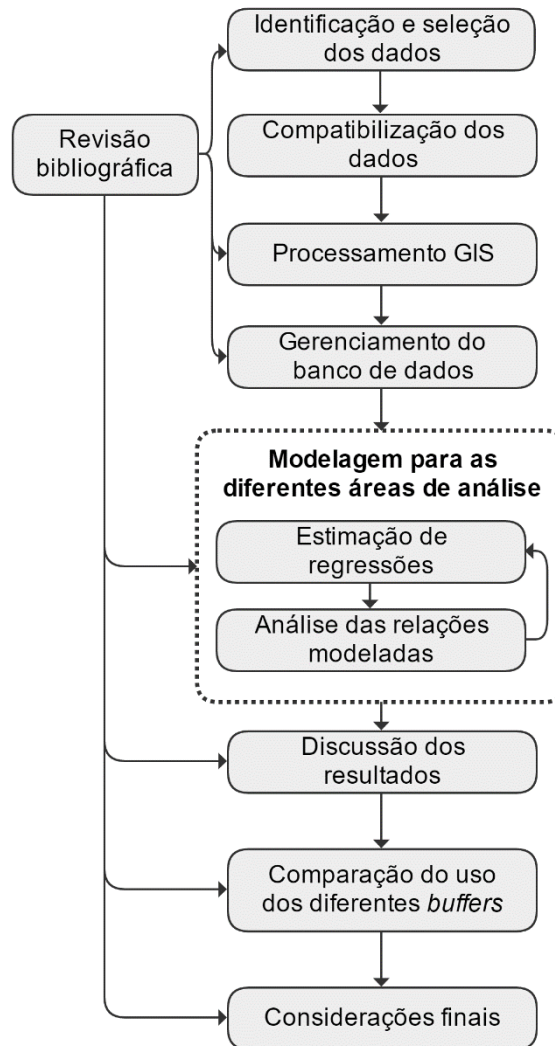 Identificação e seleção
dos dados
Revisão
bibliográfica
Compatibilização dos
dados
Processamento GIS
Gerenciamento do
banco de dados
Modelagem para as
diferentes áreas de análise
Estimação de
regressões
Análise das relações
modeladas
Discussão dos
resultados
Comparação do uso
dos diferentes buffers
Considerações finais